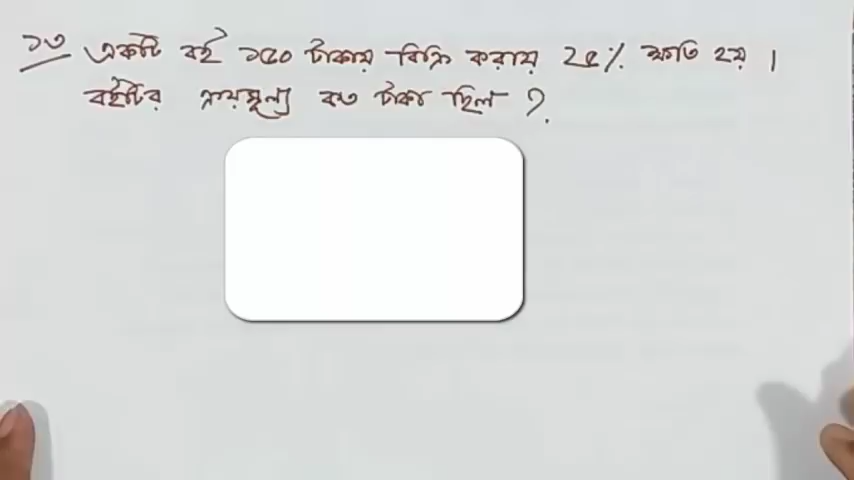 ১৩ একটি বই ১৫০ টাকায় বিক্রি করায় ২৫% ক্ষতি হয়।
বইটির ক্রয়মূল্য কত টাকা ছিল?